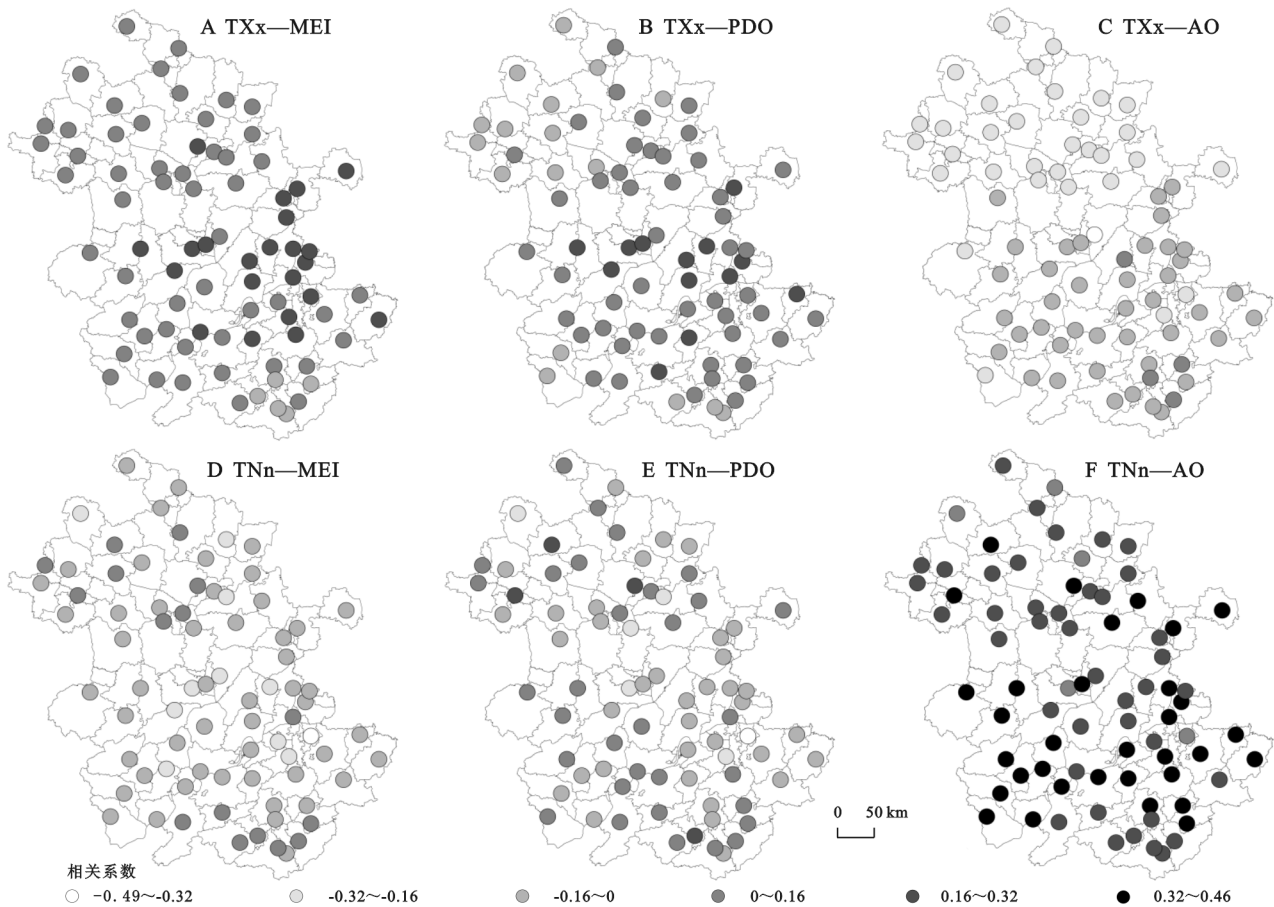 A TXx—MEI
B TXx—PDO
C TXx—AO
D TNn—MEI
E TNn—PDO
F TNn—AO
0 50 km
相关系数
-0. 49～-0.32
-0.32～-0.16
-0.16～0
0～0.16
0.16～0.32
0.32～0.46